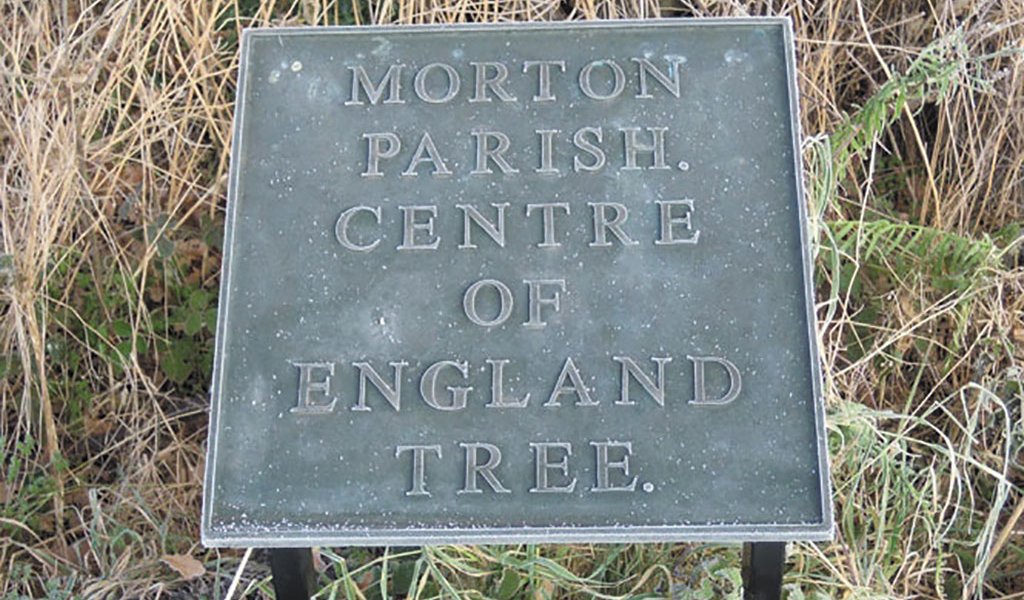 MORTON
PARISH.
CENTRE
OF
ENGLAND
TREE.